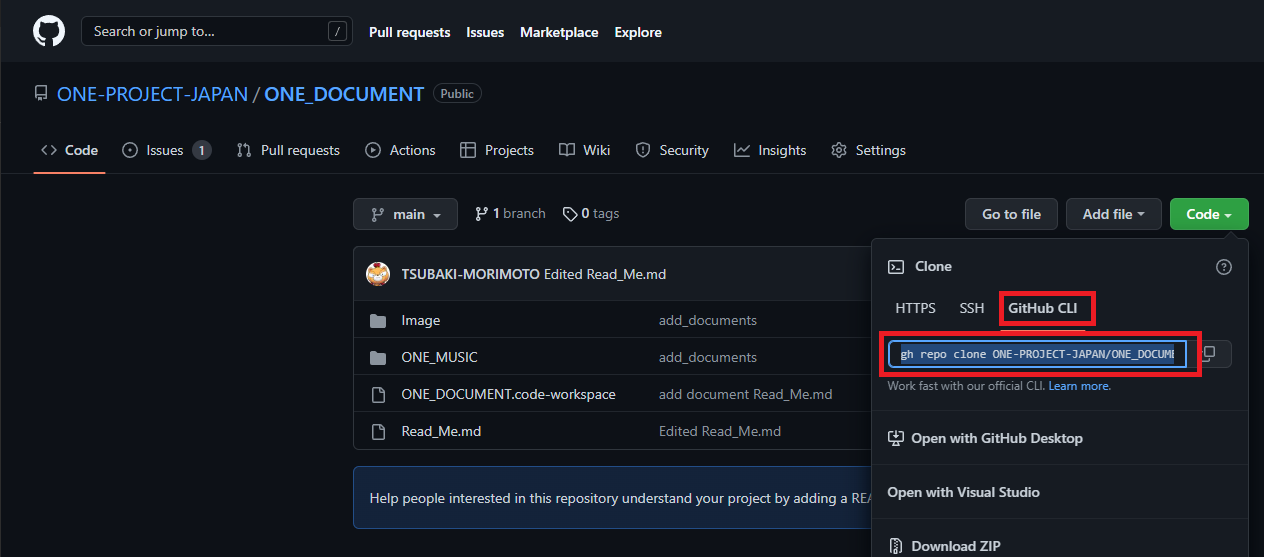 Search or jump to... /
Pull requests Issues Marketplace Explore
ONE-PROJECT-JAPAN / ONE_DOCUMENT Public
Code Issues 1 Pull requests Actions Projects Wiki Security Insights Settings
main 1 branch 0 tags Go to file Add file Code
TSUBAKI-MORIMOTO Edited Read_Me.md
Image add_documents
ONE_MUSIC add_documents
ONE_DOCUMENT.code-workspace add document Read_Me.md
Read_Me.md Edited Read_Me.md
Help people interested in this repository understand your project by adding a REA
Clone
HTTPS SSH GitHub CLI
gh repo clone ONE-PROJECT-JAPAN/ONE_DOCUME
Work fast with our official CLI. Learn more.
Open with GitHub Desktop
Open with Visual Studio
Download ZIP